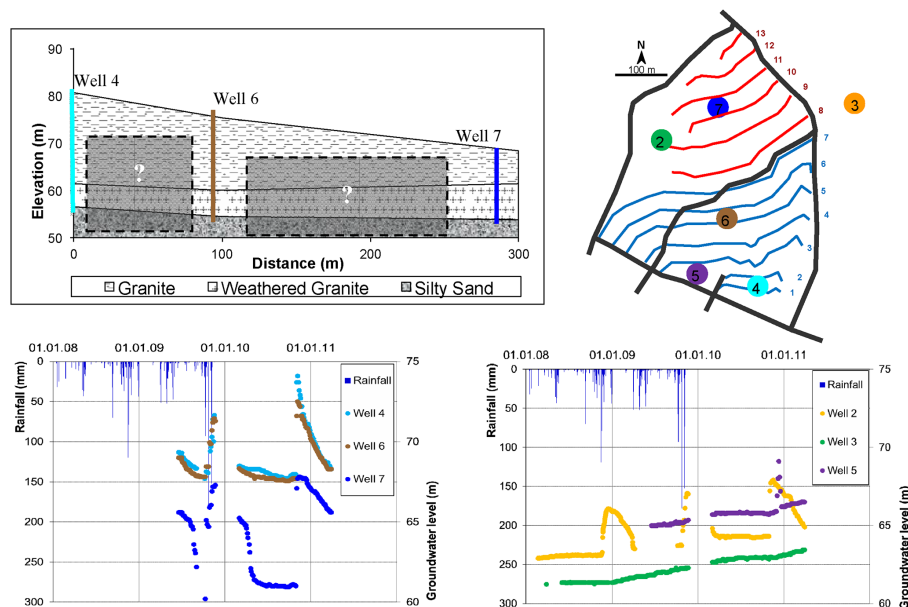 90
80
70
60
50
Elevation (m)
Well 4
Well 6
Well 7
?
?
0
100
200
300
Distance (m)
Granite
Weathered Granite
Silty Sand
N
100 m
13
12
11
10
9
8
7
6
5
4
3
2
1
7
3
2
6
5
4
01.01.08 01.01.09 01.01.10 01.01.11
0
50
100
150
200
250
300
Rainfall (mm)
75
70
65
60
Groundwater level (m)
Rainfall
Well 4
Well 6
Well 7
01.01.08 01.01.09 01.01.10 01.01.11
0
50
100
150
200
250
300
Rainfall (mm)
75
70
65
60
Groundwater level (m)
Rainfall
Well 2
Well 3
Well 5